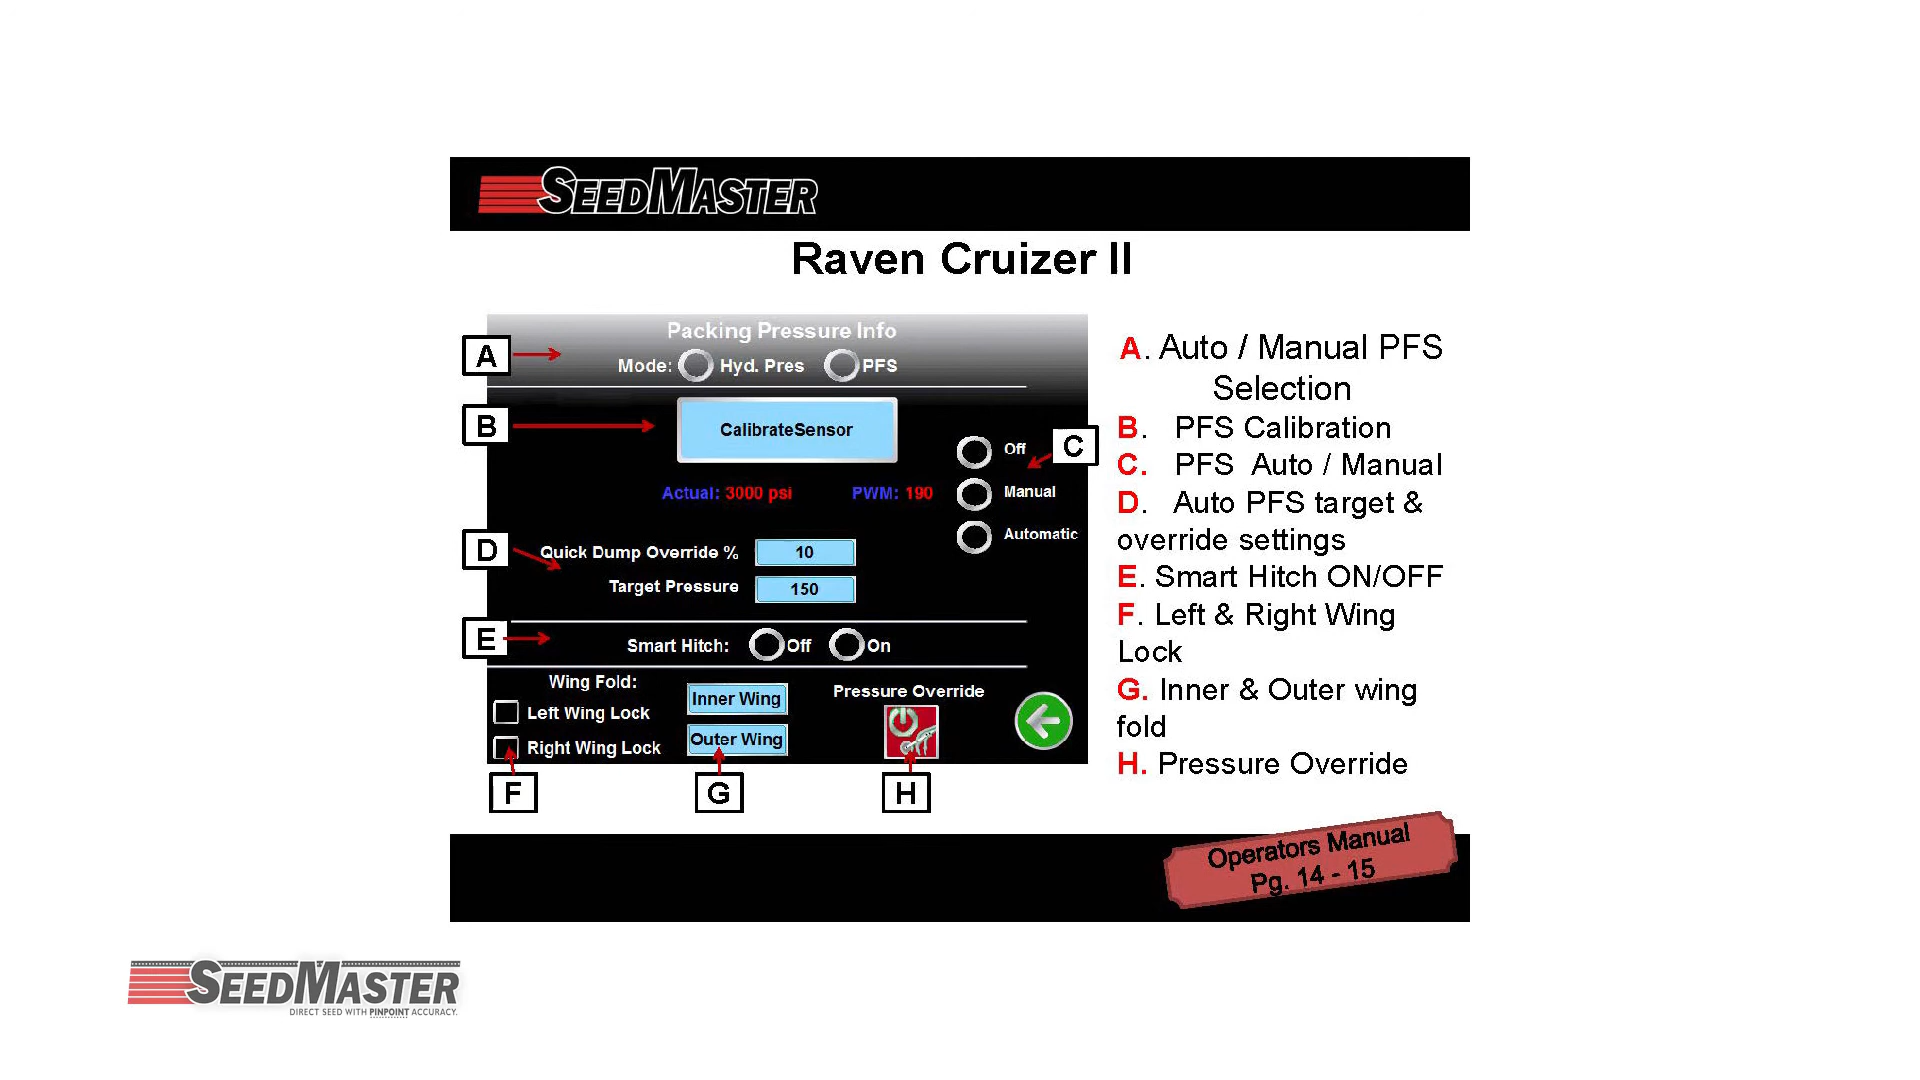 SEEDMASTER
Raven Cruizer II
Packing Pressure Info
A
Mode: Hyd. Pres PFS
B
CalibrateSensor
Off
C
Actual: 3000 psi PWM: 190
Manual
Automatic
D
Quick Dump Override % 10
Target Pressure 150
E
Smart Hitch: Off On
Wing Fold:
Left Wing Lock
Right Wing Lock
Inner Wing
Outer Wing
Pressure Override
F
G
H
A. Auto / Manual PFS
Selection
B. PFS Calibration
C. PFS Auto / Manual
D. Auto PFS target &
override settings
E. Smart Hitch ON/OFF
F. Left & Right Wing
Lock
G. Inner & Outer wing
fold
H. Pressure Override
Operators Manual
Pg. 14 - 15
SEEDMASTER
DIRECT SEED WITH PINPOINT ACCURACY.